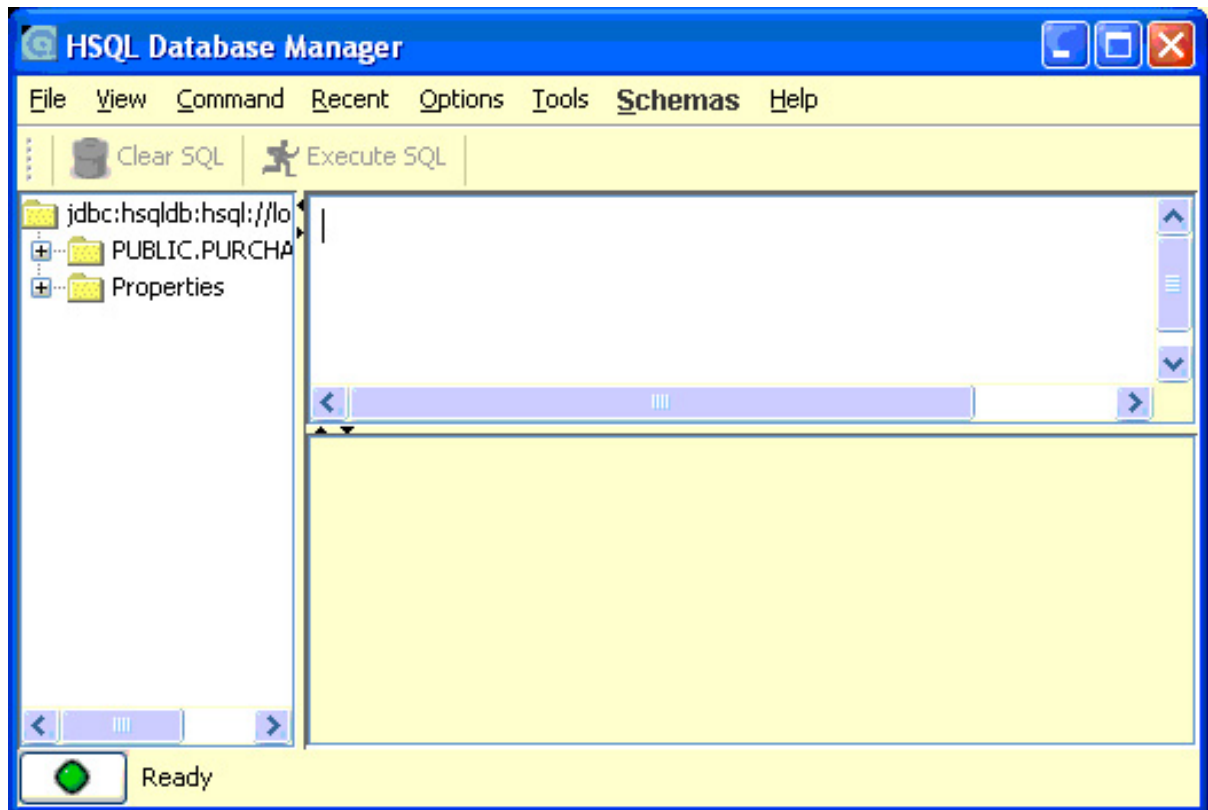 HSQL Database Manager
File View Command Recent Options Tools Schemas Help
Clear SQL Execute SQL
jdbc:hsqldb:hsql://lo
PUBLIC.PURCHA
Properties
Ready